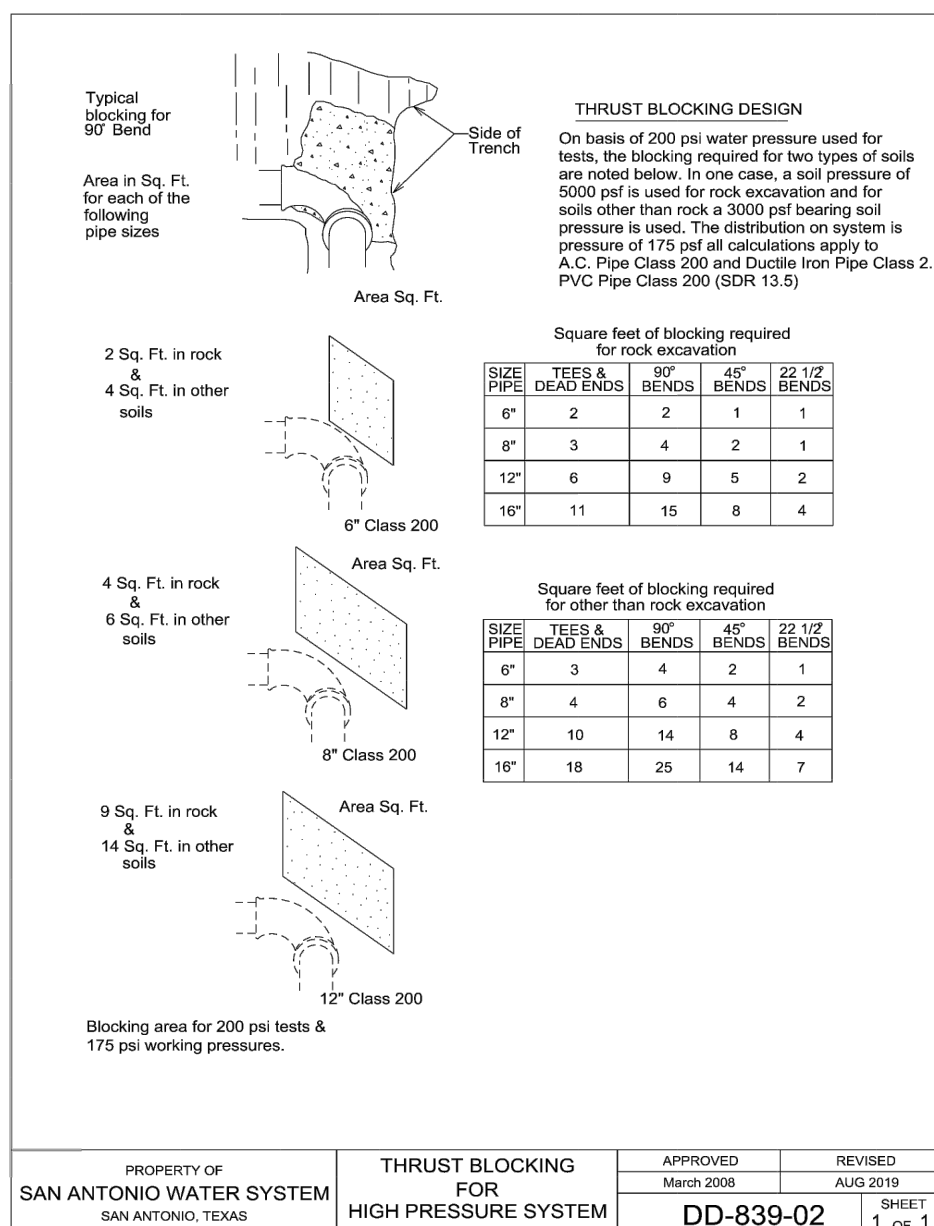 Typical
blocking for
90° Bend
Area in Sq. Ft.
for each of the
following
pipe sizes
Side of
Trench
Area Sq. Ft.
THRUST BLOCKING DESIGN
On basis of 200 psi water pressure used for
tests, the blocking required for two types of soils
are noted below. In one case, a soil pressure of
5000 psf is used for rock excavation and for
soils other than rock a 3000 psf bearing soil
pressure is used. The distribution on system is
pressure of 175 psf all calculations apply to
A.C. Pipe Class 200 and Ductile Iron Pipe Class 2.
PVC Pipe Class 200 (SDR 13.5)
2 Sq. Ft. in rock
&
4 Sq. Ft. in other
soils
6" Class 200
Square feet of blocking required
for rock excavation
SIZE PIPE TEES & DEAD ENDS 90° BENDS 45° BENDS 22 1/2° BENDS
6" 2 2 1 1
8" 3 4 2 1
12" 6 9 5 2
16" 11 15 8 4
Area Sq. Ft.
4 Sq. Ft. in rock
&
6 Sq. Ft. in other
soils
8" Class 200
Square feet of blocking required
for other than rock excavation
SIZE PIPE TEES & DEAD ENDS 90° BENDS 45° BENDS 22 1/2° BENDS
6" 3 4 2 1
8" 4 6 4 2
12" 10 14 8 4
16" 18 25 14 7
Area Sq. Ft.
9 Sq. Ft. in rock
&
14 Sq. Ft. in other
soils
12" Class 200
Blocking area for 200 psi tests &
175 psi working pressures.
PROPERTY OF
SAN ANTONIO WATER SYSTEM
SAN ANTONIO, TEXAS
THRUST BLOCKING
FOR
HIGH PRESSURE SYSTEM
APPROVED REVISED
March 2008 AUG 2019
DD-839-02
SHEET
1 OF 1